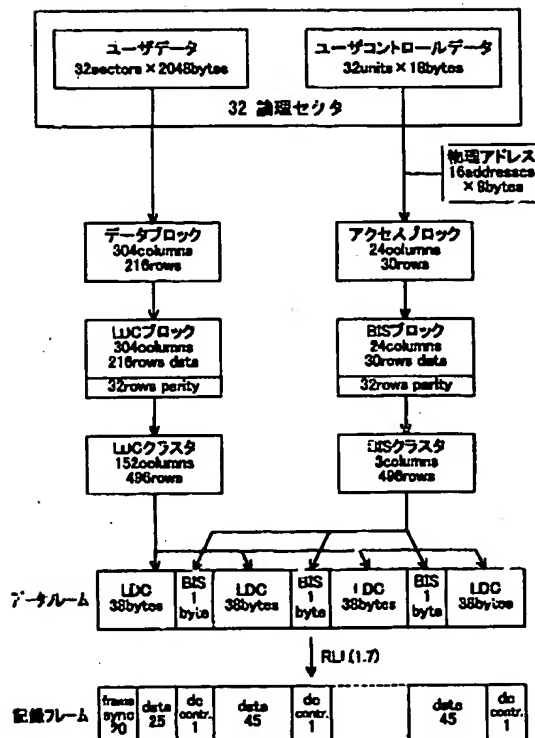 ユーザデータ
32sectors × 2048bytes
ユーザコントロールデータ
32units × 18bytes
32 論理セクタ
物理アドレス
16addresses
× 9bytes
データブロック
304columns
216rows
アクセスブロック
24columns
30rows
LDCブロック
304columns
216rows data
32rows parity
BISブロック
24columns
30rows data
32rows parity
LDCクラスタ
152columns
496rows
BISクラスタ
3columns
496rows
データルーム
LDC
38bytes
BIS
1
byte
LDC
38bytes
BIS
1
byte
LDC
38bytes
BIS
1
byte
LDC
38bytes
RLL(1.7)
記録フレーム
frame
sync
20
data
25
dc
contr.
1
data
45
dc
contr.
1
data
45
dc
contr.
1